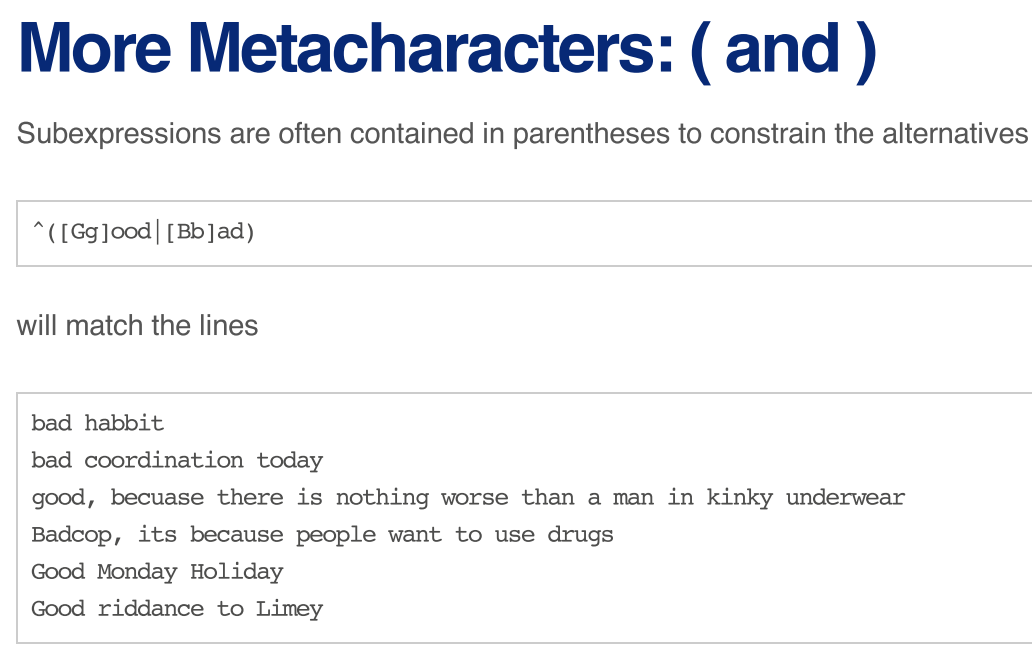 More Metacharacters: ( and )
Subexpressions are often contained in parentheses to constrain the alternatives
^([Gg]ood|[Bb]ad)
will match the lines
bad habbit
bad coordination today
good, becuase there is nothing worse than a man in kinky underwear
Badcop, its because people want to use drugs
Good Monday Holiday
Good riddance to Limey